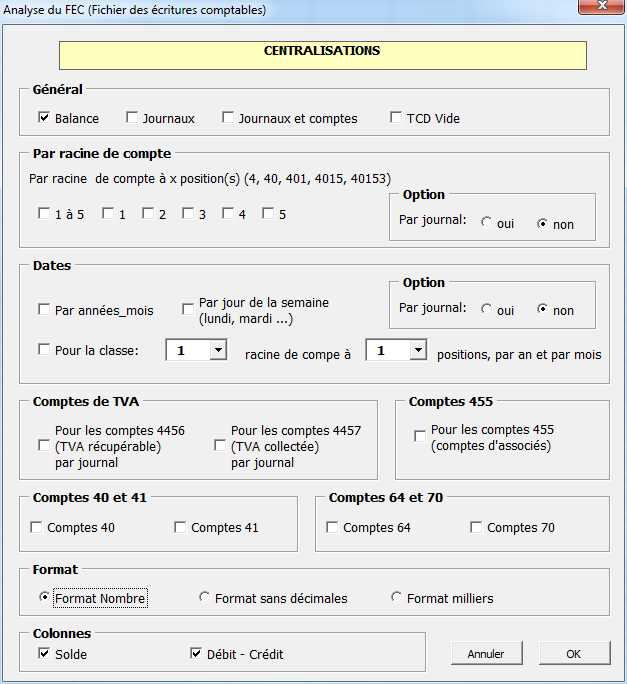 Analyse du FEC (Fichier des écritures comptables)
CENTRALISATIONS
Général
Balance Journaux Journaux et comptes TCD Vide
Par racine de compte
Par racine de compte à x position(s) (4, 40, 401, 4015, 40153)
1 à 5 1 2 3 4 5
Option
Par journal: oui non
Dates
Par années_mois
Par jour de la semaine
(lundi, mardi ...)
Option
Par journal: oui non
Pour la classe: 1 racine de compe à 1 positions, par an et par mois
Comptes de TVA
Pour les comptes 4456
(TVA récupérable)
par journal
Pour les comptes 4457
(TVA collectée)
par journal
Comptes 455
Pour les comptes 455
(comptes d'associés)
Comptes 40 et 41
Comptes 40 Comptes 41
Comptes 64 et 70
Comptes 64 Comptes 70
Format
Format Nombre Format sans décimales Format milliers
Colonnes
Solde Débit - Crédit
Annuler OK